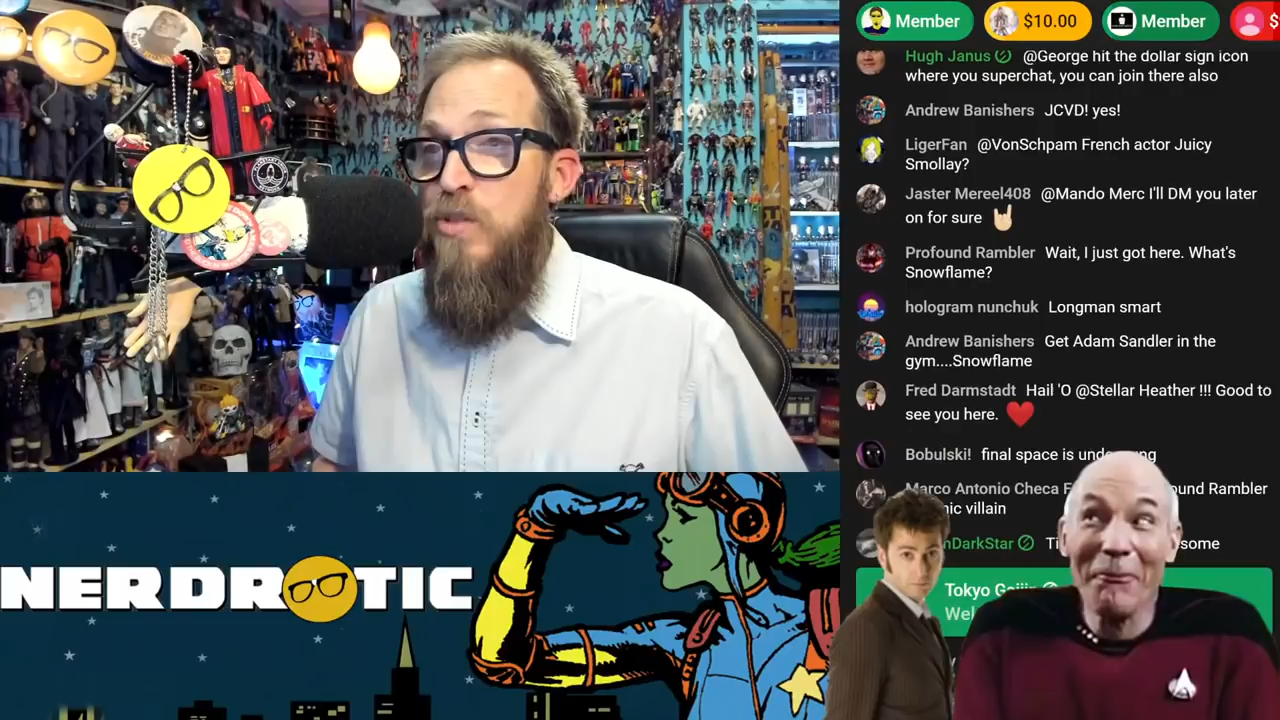 Member
$10.00
Member
$
Hugh Janus @George hit the dollar sign icon
where you superchat, you can join there also
Andrew Banishers JCVD! yes!
LigerFan @VonSchpam French actor Juicy
Smollay?
Jaster Mereel408 @Mando Merc I'll DM you later
on for sure
Profound Rambler Wait, I just got here. What's
Snowflame?
hologram nunchuk Longman smart
Andrew Banishers Get Adam Sandler in the
gym....Snowflame
Fred Darmstadt Hail 'O @Stellar Heather !!! Good to
see you here.
Bobulski! final space is
Marco Antonio Checa Rambler
villain
NERDROTIC